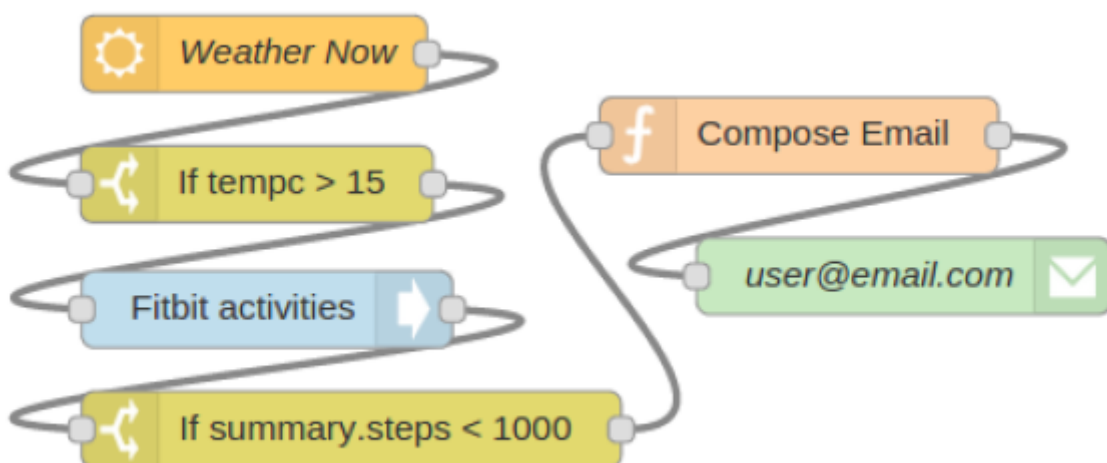 Weather Now
If tempc > 15
Fitbit activities
If summary.steps < 1000
Compose Email
user@email.com